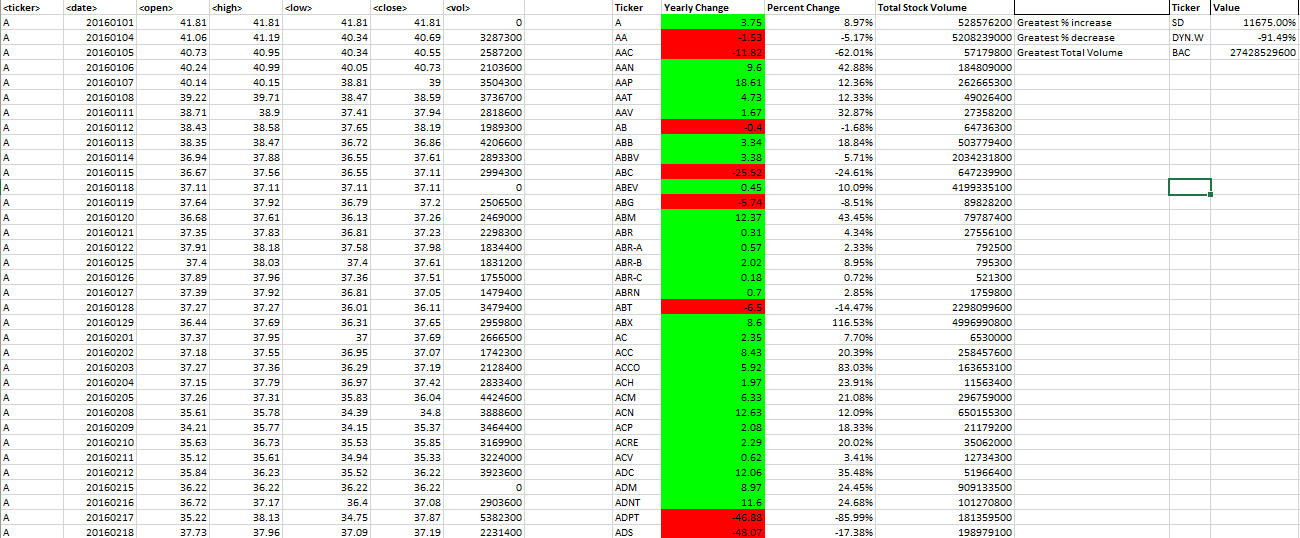 <ticker> <date> <open> <high> <low> <close> <vol> Ticker Yearly Change Percent Change Total Stock Volume Ticker Value
A 20160101 41.81 41.81 41.81 41.81 0 A 3.75 8.97% 528576200 Greatest % increase SD 11675.00%
A 20160104 41.06 41.19 40.34 40.69 3287300 AA -1.53 -5.17% 5208239000 Greatest % decrease DYN.W -91.49%
A 20160105 40.73 40.95 40.34 40.55 2587200 AAC -11.82 -62.01% 57179800 Greatest Total Volume BAC 27428529600
A 20160106 40.24 40.99 40.05 40.73 2103600 AAN 9.6 42.88% 184809000
A 20160107 40.14 40.15 38.81 39 3504300 AAP 18.61 12.36% 262665300
A 20160108 39.22 39.71 38.47 38.59 3736700 AAT 4.73 12.33% 49026400
A 20160111 38.71 38.9 37.41 37.94 2818600 AAV 1.67 32.87% 27358200
A 20160112 38.43 38.58 37.65 38.19 1989300 AB -0.4 -1.68% 64736300
A 20160113 38.35 38.47 36.72 36.86 4206600 ABB 3.34 18.84% 503779400
A 20160114 36.94 37.88 36.55 37.61 2893300 ABBV 3.38 5.71% 2034231800
A 20160115 36.67 37.56 36.55 37.11 2994300 ABC -25.52 -24.61% 647239900
A 20160118 37.11 37.11 37.11 37.11 0 ABEV 0.45 10.09% 4199335100
A 20160119 37.64 37.92 36.79 37.2 2506500 ABG -5.74 -8.51% 89828200
A 20160120 36.68 37.61 36.13 37.26 2469000 ABM 12.37 43.45% 79787400
A 20160121 37.35 37.83 36.81 37.23 2298300 ABR 0.31 4.34% 27556100
A 20160122 37.91 38.18 37.58 37.98 1834400 ABR-A 0.57 2.33% 792500
A 20160125 37.4 38.03 37.4 37.61 1831200 ABR-B 2.02 8.95% 795300
A 20160126 37.89 37.96 37.36 37.51 1755000 ABR-C 0.18 0.72% 521300
A 20160127 37.39 37.92 36.81 37.05 1479400 ABRN 0.7 2.85% 1759800
A 20160128 37.27 37.27 36.01 36.11 3479400 ABT -6.5 -14.47% 2298099600
A 20160129 36.44 37.69 36.31 37.65 2959800 ABX 8.6 116.53% 4996990800
A 20160201 37.37 37.95 37 37.69 2666500 AC 2.35 7.70% 6530000
A 20160202 37.18 37.55 36.95 37.07 1742300 ACC 8.43 20.39% 258457600
A 20160203 37.27 37.36 36.29 37.19 2128400 ACCO 5.92 83.03% 163653100
A 20160204 37.15 37.79 36.97 37.42 2833400 ACH 1.97 23.91% 11563400
A 20160205 37.26 37.31 35.83 36.04 4424600 ACM 6.33 21.08% 296759000
A 20160208 35.61 35.78 34.39 34.8 3888600 ACN 12.63 12.09% 650155300
A 20160209 34.21 35.77 34.15 35.37 3464400 ACP 2.08 18.33% 21179200
A 20160210 35.63 36.73 35.53 35.85 3169900 ACRE 2.29 20.02% 35062000
A 20160211 35.12 35.61 34.94 35.33 3224000 ACV 0.62 3.41% 12734300
A 20160212 35.84 36.23 35.52 36.22 3923600 ADC 12.06 35.48% 51966400
A 20160215 36.22 36.22 36.22 36.22 0 ADM 8.97 24.45% 909133500
A 20160216 36.72 37.17 36.4 37.08 2903600 ADNT 11.6 24.68% 101270800
A 20160217 35.22 38.13 34.75 37.87 5382300 ADPT -46.88 -85.99% 181359500
A 20160218 37.73 37.96 37.09 37.19 2231400 ADS -48.07 -17.38% 198979100